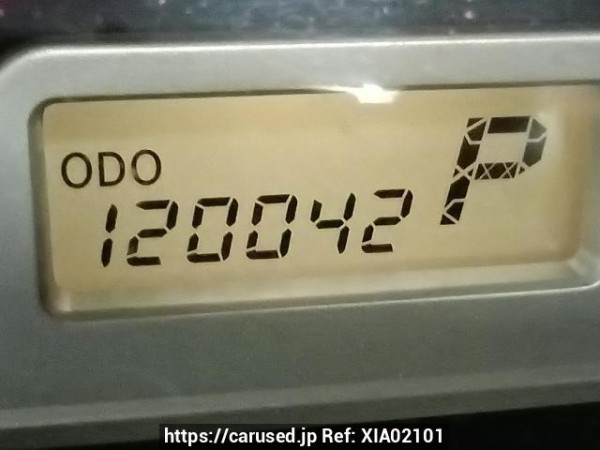 ODO
120042 P
https://carused.jp Ref: XIA02101